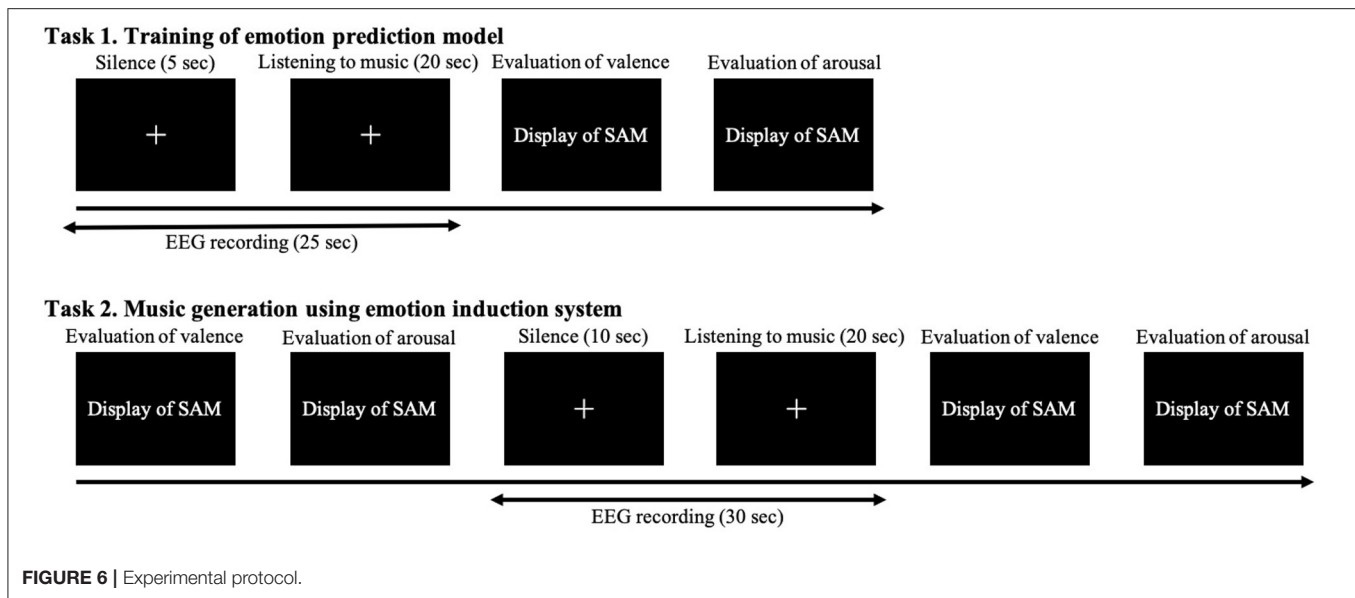 Task 1. Training of emotion prediction model
Silence (5 sec) Listening to music (20 sec) Evaluation of valence Evaluation of arousal
+ + Display of SAM Display of SAM
EEG recording (25 sec)
Task 2. Music generation using emotion induction system
Evaluation of valence Evaluation of arousal Silence (10 sec) Listening to music (20 sec) Evaluation of valence Evaluation of arousal
Display of SAM Display of SAM + + Display of SAM Display of SAM
EEG recording (30 sec)
FIGURE 6 | Experimental protocol.